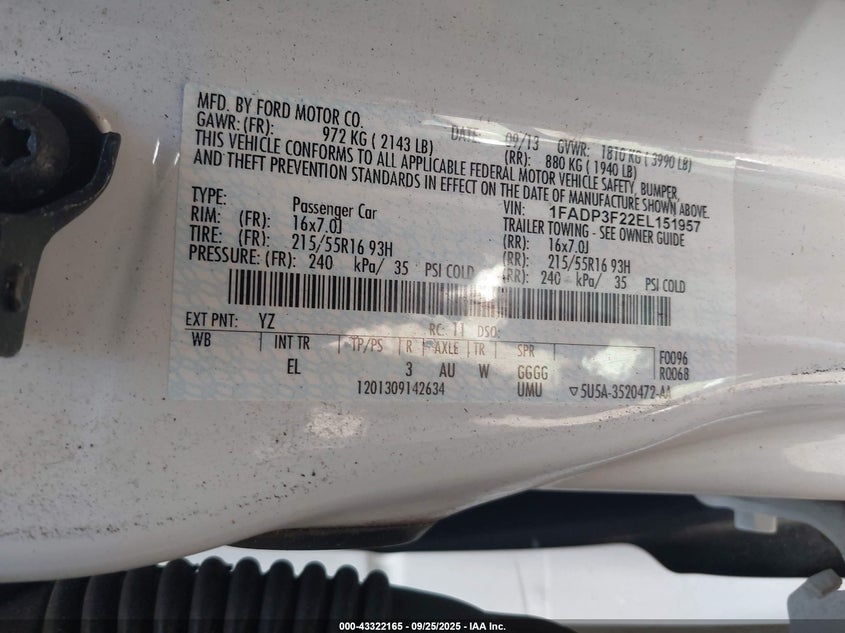 MFD. BY FORD MOTOR CO. DATE: 09/13 GVWR: 1810 KG ( 3990 LB)
GAWR: (FR): 972 KG ( 2143 LB) (RR): 880 KG ( 1940 LB)
THIS VEHICLE CONFORMS TO ALL APPLICABLE FEDERAL MOTOR VEHICLE SAFETY, BUMPER,
AND THEFT PREVENTION STANDARDS IN EFFECT ON THE DATE OF MANUFACTURE SHOWN ABOVE.
VIN: 1FADP3F22EL151957
TYPE: Passenger Car TRAILER TOWING - SEE OWNER GUIDE
RIM: (FR): 16x7.0J (RR): 16x7.0J
TIRE: (FR): 215/55R16 93H (RR): 215/55R16 93H
PRESSURE: (FR): 240 kPa/ 35 PSI COLD (RR): 240 kPa/ 35 PSI COLD
EXT PNT: YZ RC: 11 DSO:
WB INT TR TP/PS R AXLE TR SPR F0096
EL 3 AU W GGGG R0068
1201309142634 UMU ▽5U5A-3520472-AA
000-43322165 - 09/25/2025 - IAA Inc.